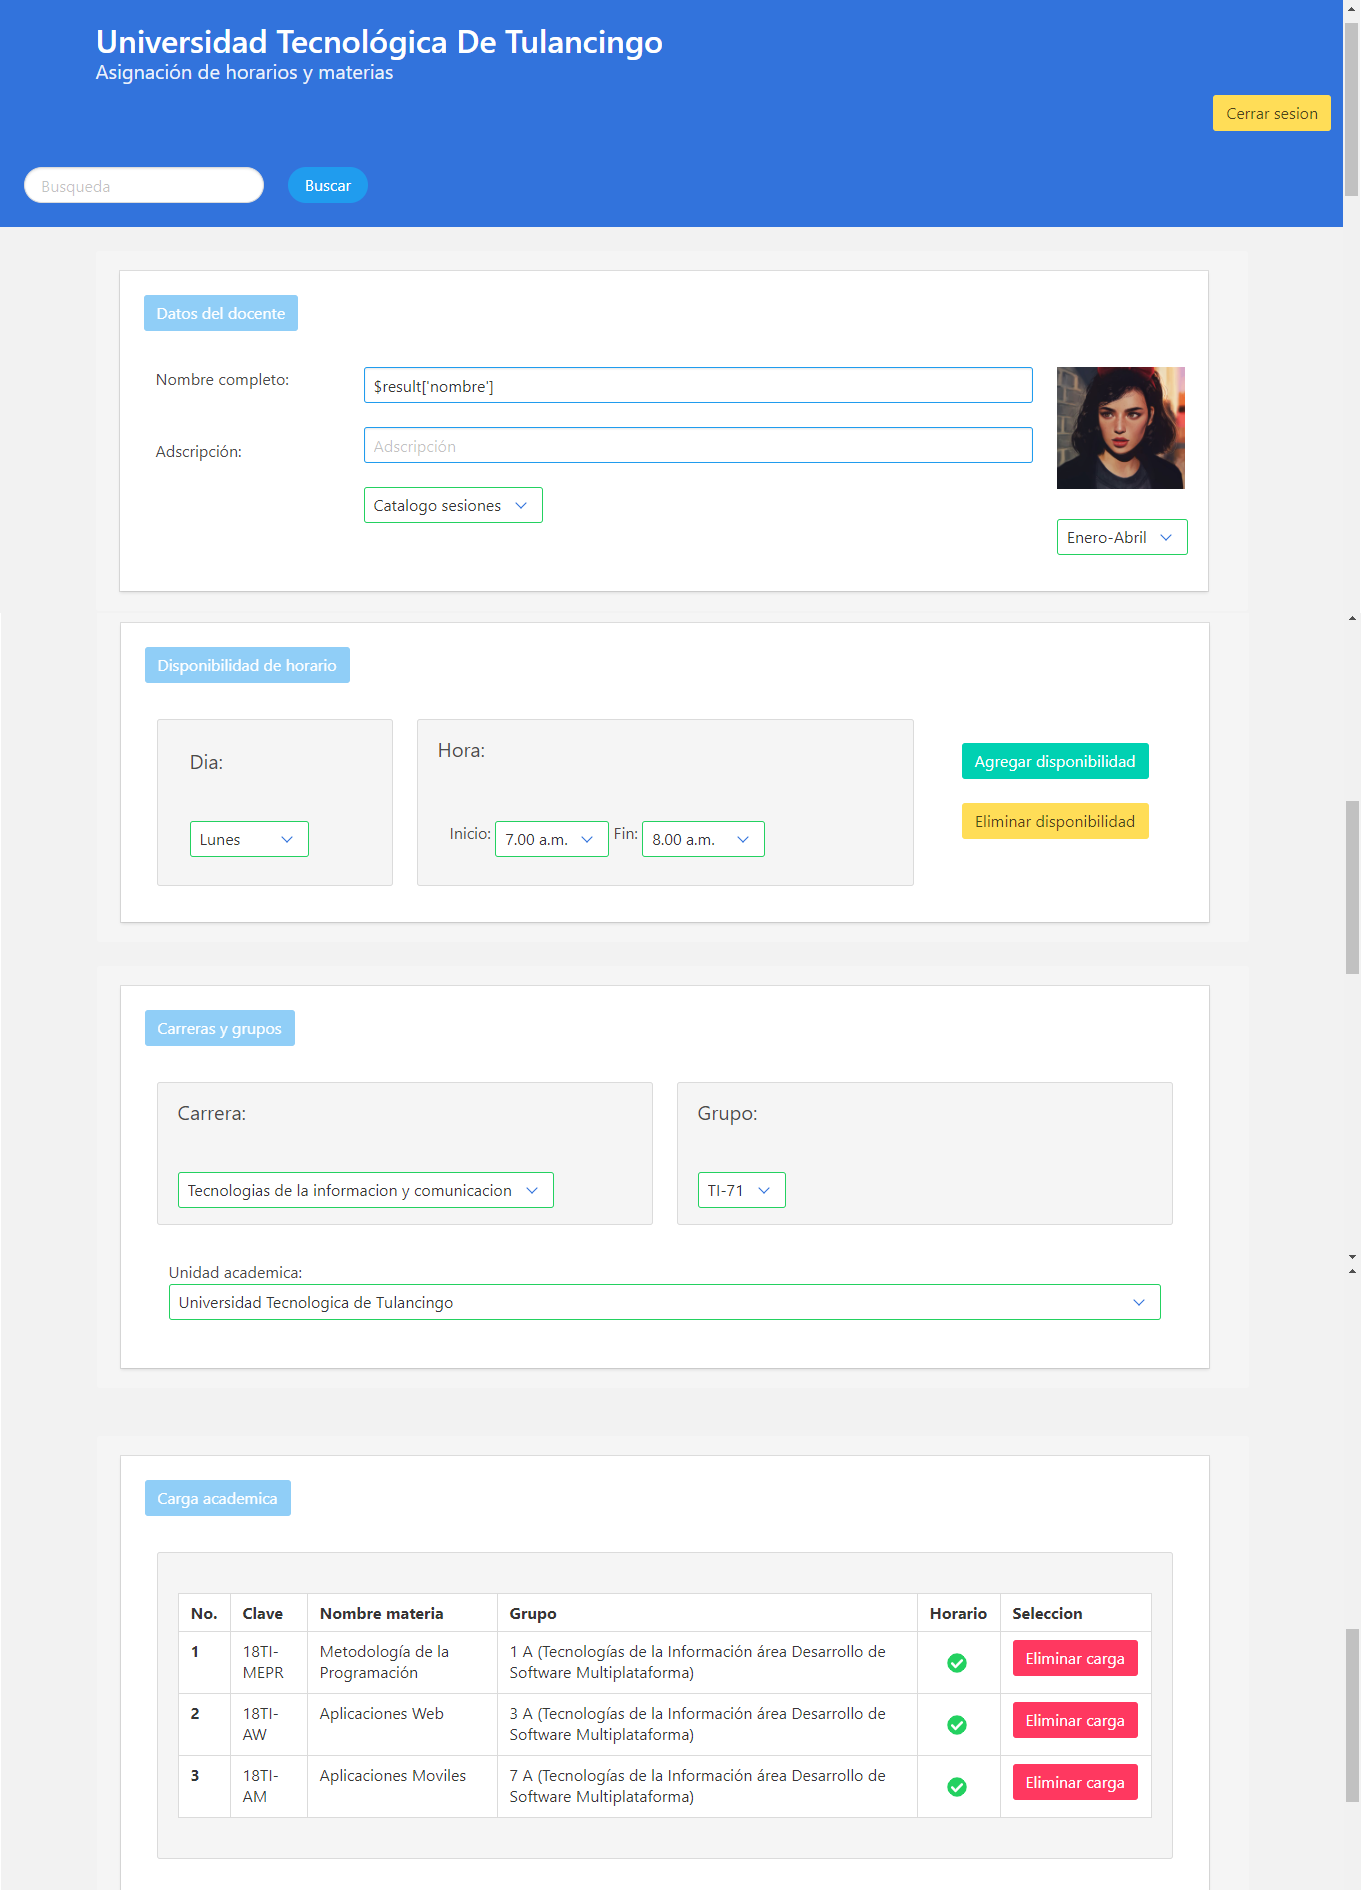 Universidad Tecnológica De Tulancingo
Asignación de horarios y materias
Cerrar sesion
Busqueda
Buscar
Datos del docente
Nombre completo:
$result['nombre']
Adscripción:
Adscripción
Catalogo sesiones
Enero-Abril
Disponibilidad de horario
Dia:
Lunes
Hora:
Inicio: 7.00 a.m. Fin: 8.00 a.m.
Agregar disponibilidad
Eliminar disponibilidad
Carreras y grupos
Carrera:
Tecnologias de la informacion y comunicacion
Grupo:
TI-71
Unidad academica:
Universidad Tecnologica de Tulancingo
Carga academica
No. Clave Nombre materia Grupo Horario Seleccion
1 18TI- Metodología de la 1 A (Tecnologías de la Información área Desarrollo de Eliminar carga
MEPR Programación Software Multiplataforma)
2 18TI- Aplicaciones Web 3 A (Tecnologías de la Información área Desarrollo de Eliminar carga
AW Software Multiplataforma)
3 18TI- Aplicaciones Moviles 7 A (Tecnologías de la Información área Desarrollo de Eliminar carga
AM Software Multiplataforma)